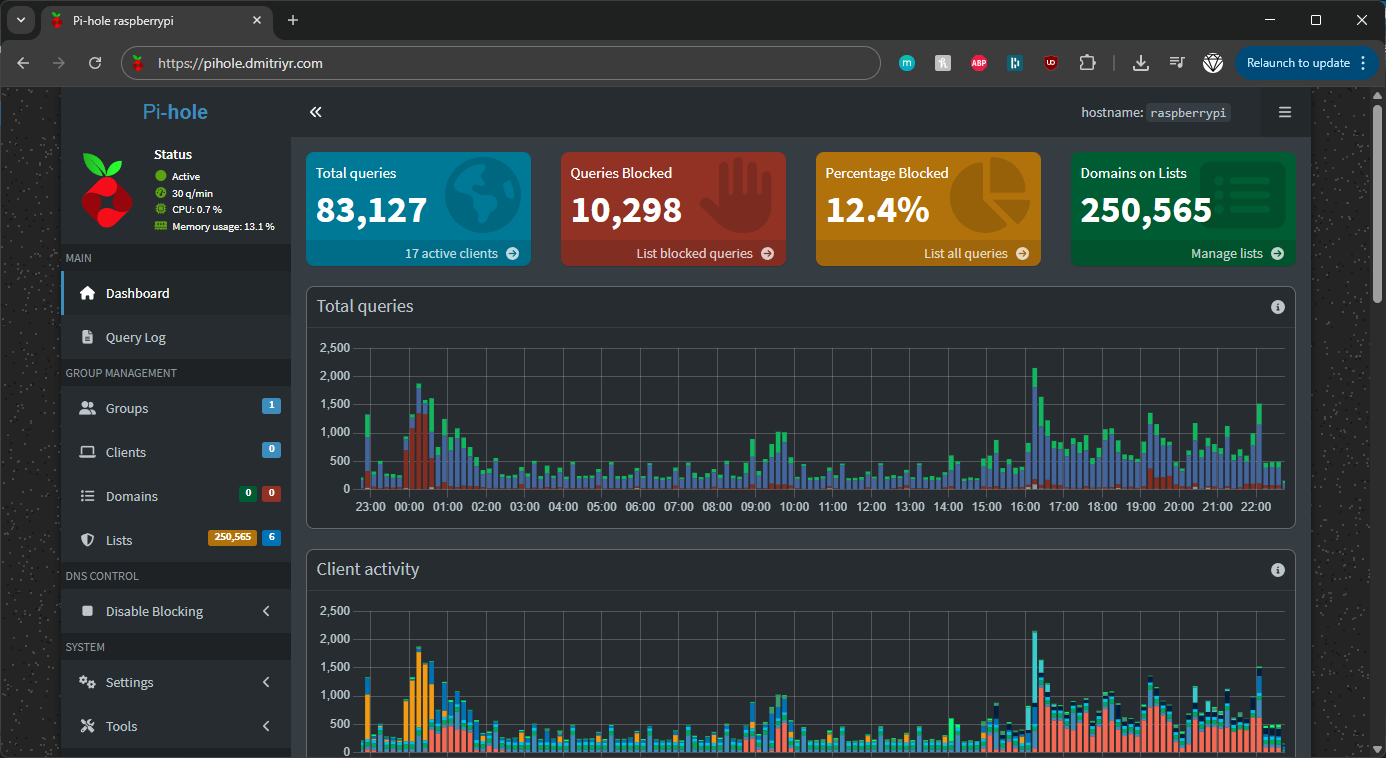 Pi-hole raspberrypi
https://pihole.dmitriyr.com
ABP
Relaunch to update
Pi-hole
hostname: raspberrypi
Status
Active
30 q/min
CPU: 0.7 %
Memory usage: 13.1 %
MAIN
Dashboard
Query Log
GROUP MANAGEMENT
Groups 1
Clients 0
Domains 0 0
Lists 250,565 6
DNS CONTROL
Disable Blocking
SYSTEM
Settings
Tools
Total queries
83,127
17 active clients
Queries Blocked
10,298
List blocked queries
Percentage Blocked
12.4%
List all queries
Domains on Lists
250,565
Manage lists
Total queries
2,500
2,000
1,500
1,000
500
0
23:00 00:00 01:00 02:00 03:00 04:00 05:00 06:00 07:00 08:00 09:00 10:00 11:00 12:00 13:00 14:00 15:00 16:00 17:00 18:00 19:00 20:00 21:00 22:00
Client activity
2,500
2,000
1,500
1,000
500
0